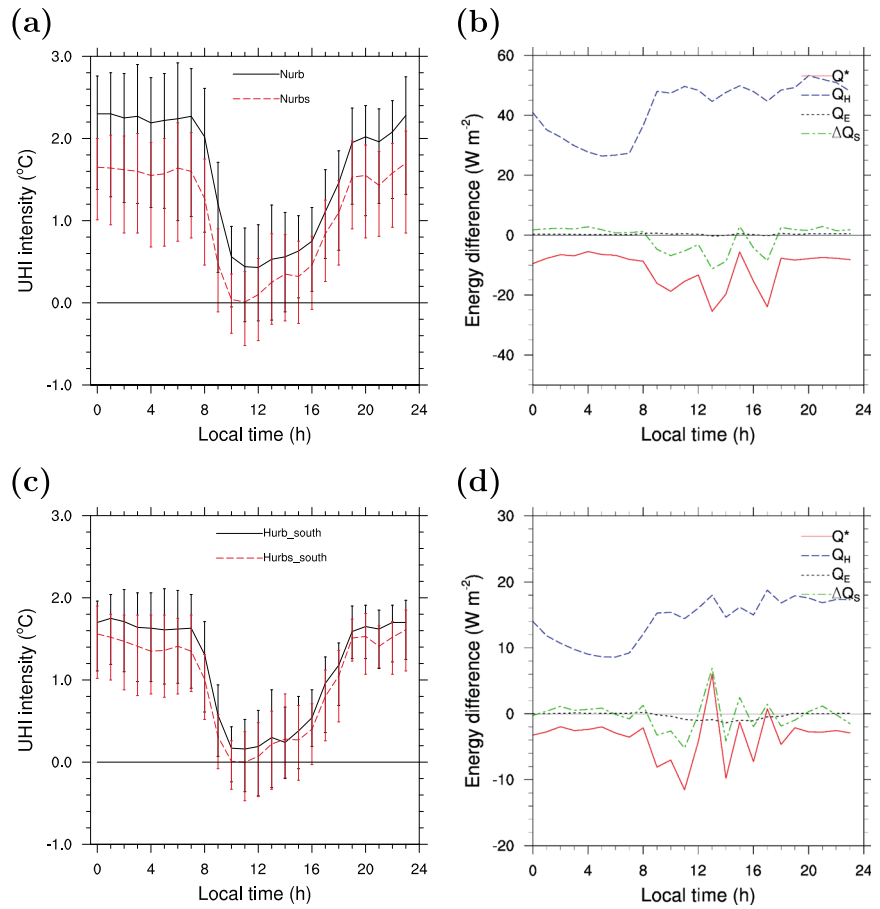 (a)
3.0
2.0
1.0
0.0
-1.0
UHI intensity (°C)
Nurb
Nurbs
0 4 8 12 16 20 24
Local time (h)
(b)
60
40
20
0
-20
-40
Energy difference (W m-2)
Q*
QH
QE
ΔQS
0 4 8 12 16 20 24
Local time (h)
(c)
3.0
2.0
1.0
0.0
-1.0
UHI intensity (°C)
Hurb_south
Hurbs_south
0 4 8 12 16 20 24
Local time (h)
(d)
30
20
10
0
-10
-20
Energy difference (W m-2)
Q*
QH
QE
ΔQS
0 4 8 12 16 20 24
Local time (h)